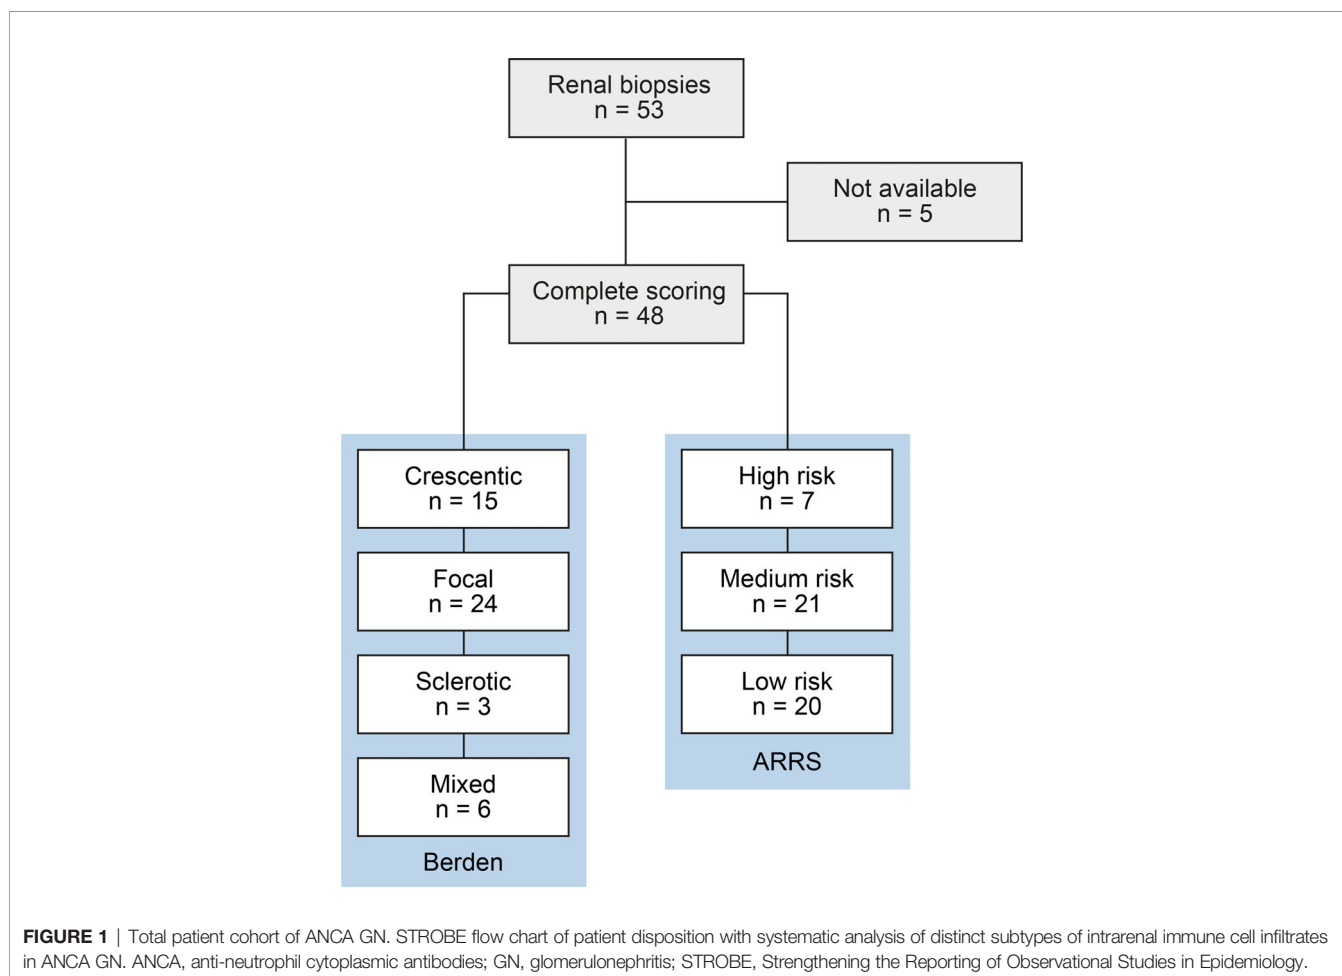 Renal biopsies
n = 53
Not available
n = 5
Complete scoring
n = 48
Crescentic
n = 15
Focal
n = 24
Sclerotic
n = 3
Mixed
n = 6
Berden
High risk
n = 7
Medium risk
n = 21
Low risk
n = 20
ARRS
FIGURE 1 | Total patient cohort of ANCA GN. STROBE flow chart of patient disposition with systematic analysis of distinct subtypes of intrarenal immune cell infiltrates
in ANCA GN. ANCA, anti-neutrophil cytoplasmic antibodies; GN, glomerulonephritis; STROBE, Strengthening the Reporting of Observational Studies in Epidemiology.